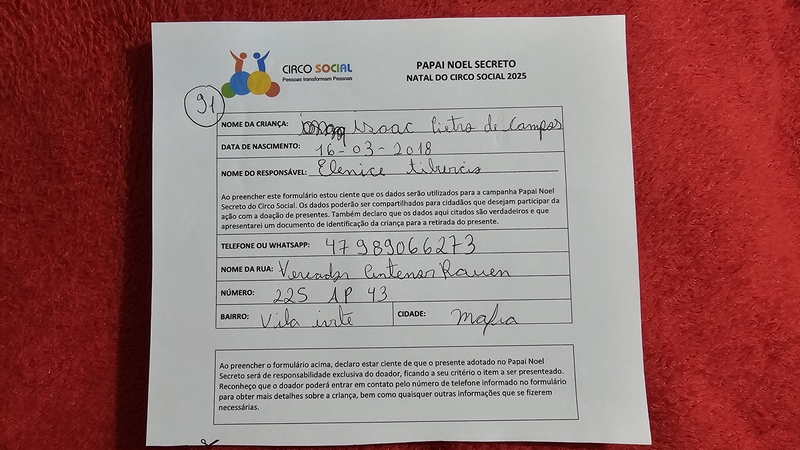 CIRCO SOCIAL
Pessoas transformam Pessoas
PAPAI NOEL SECRETO
NATAL DO CIRCO SOCIAL 2025
91
NOME DA CRIANÇA: Isaac Pietro de Campos
DATA DE NASCIMENTO: 16-03-2018
NOME DO RESPONSÁVEL: Elenice tiburcio
Ao preencher este formulário estou ciente que os dados serão utilizados para a campanha Papai Noel
Secreto do Circo Social. Os dados poderão ser compartilhados para cidadãos que desejam participar da
ação com a doação de presentes. Também declaro que os dados aqui citados são verdadeiros e que
apresentarei um documento de identificação da criança para a retirada do presente.
TELEFONE OU WHATSAPP: 47 989066273
NOME DA RUA: Rauen
NÚMERO: 225 AP 43
BAIRRO: Vila
CIDADE: Mafra
Ao preencher o formulário acima, declaro estar ciente de que o presente adotado no Papai Noel
Secreto será de responsabilidade exclusiva do doador, ficando a seu critério o item a ser presenteado.
Reconheço que o doador poderá entrar em contato pelo número de telefone informado no formulário
para obter mais detalhes sobre a criança, bem como quaisquer outras informações que se fizerem
necessárias.